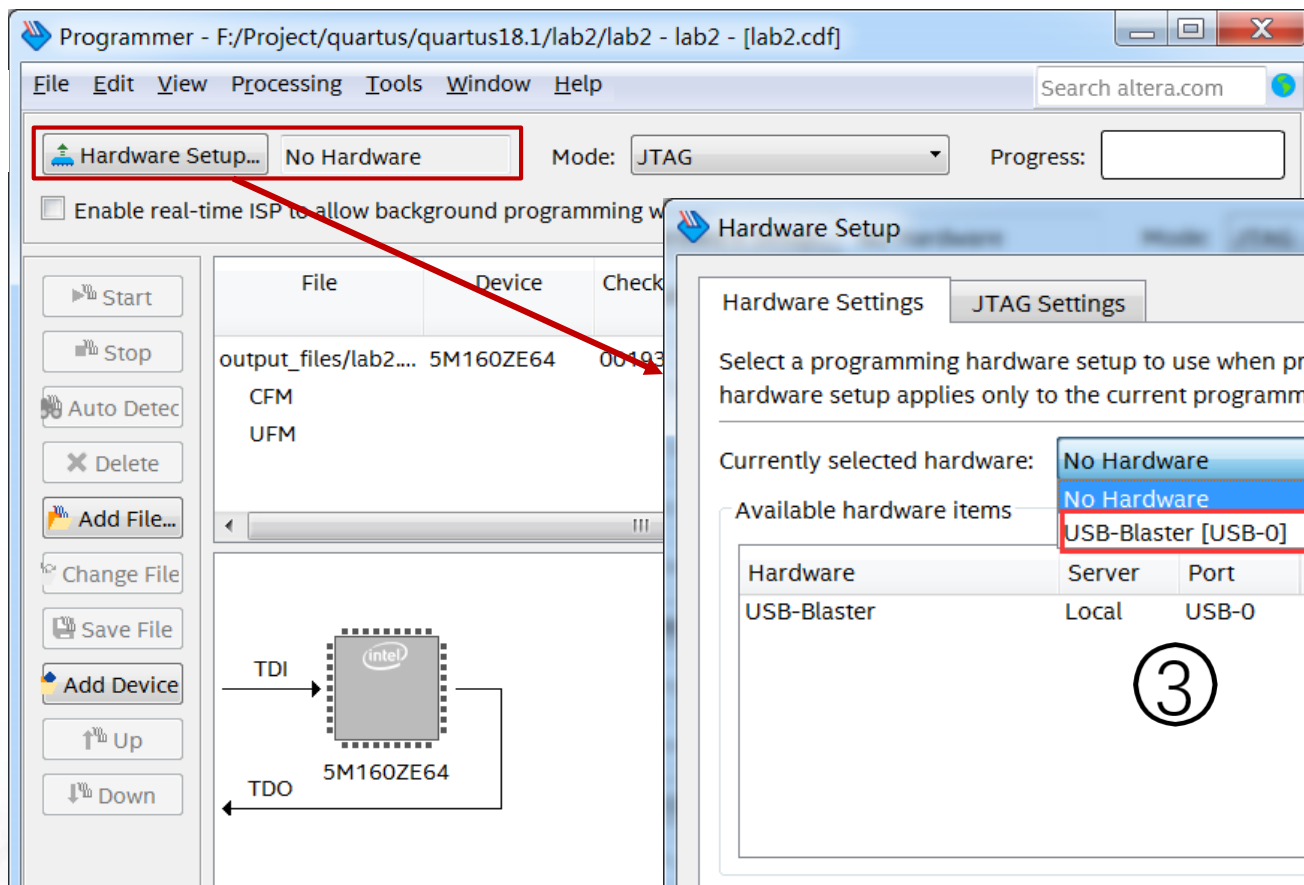 Programmer - F:/Project/quartus/quartus18.1/lab2/lab2 - lab2 - [lab2.cdf]
File Edit View Processing Tools Window Help
Search altera.com
Hardware Setup... No Hardware
Mode: JTAG
Progress:
Enable real-time ISP to allow background programming w
Start
Stop
Auto Detec
Delete
Add File...
Change File
Save File
Add Device
Up
Down
File Device Check
output_files/lab2.... 5M160ZE64 00193
CFM
UFM
TDI
intel
5M160ZE64
TDO
Hardware Setup
Hardware Settings JTAG Settings
Select a programming hardware setup to use when pr
hardware setup applies only to the current programm
Currently selected hardware: No Hardware
No Hardware
USB-Blaster [USB-0]
Available hardware items
Hardware Server Port
USB-Blaster Local USB-0
③